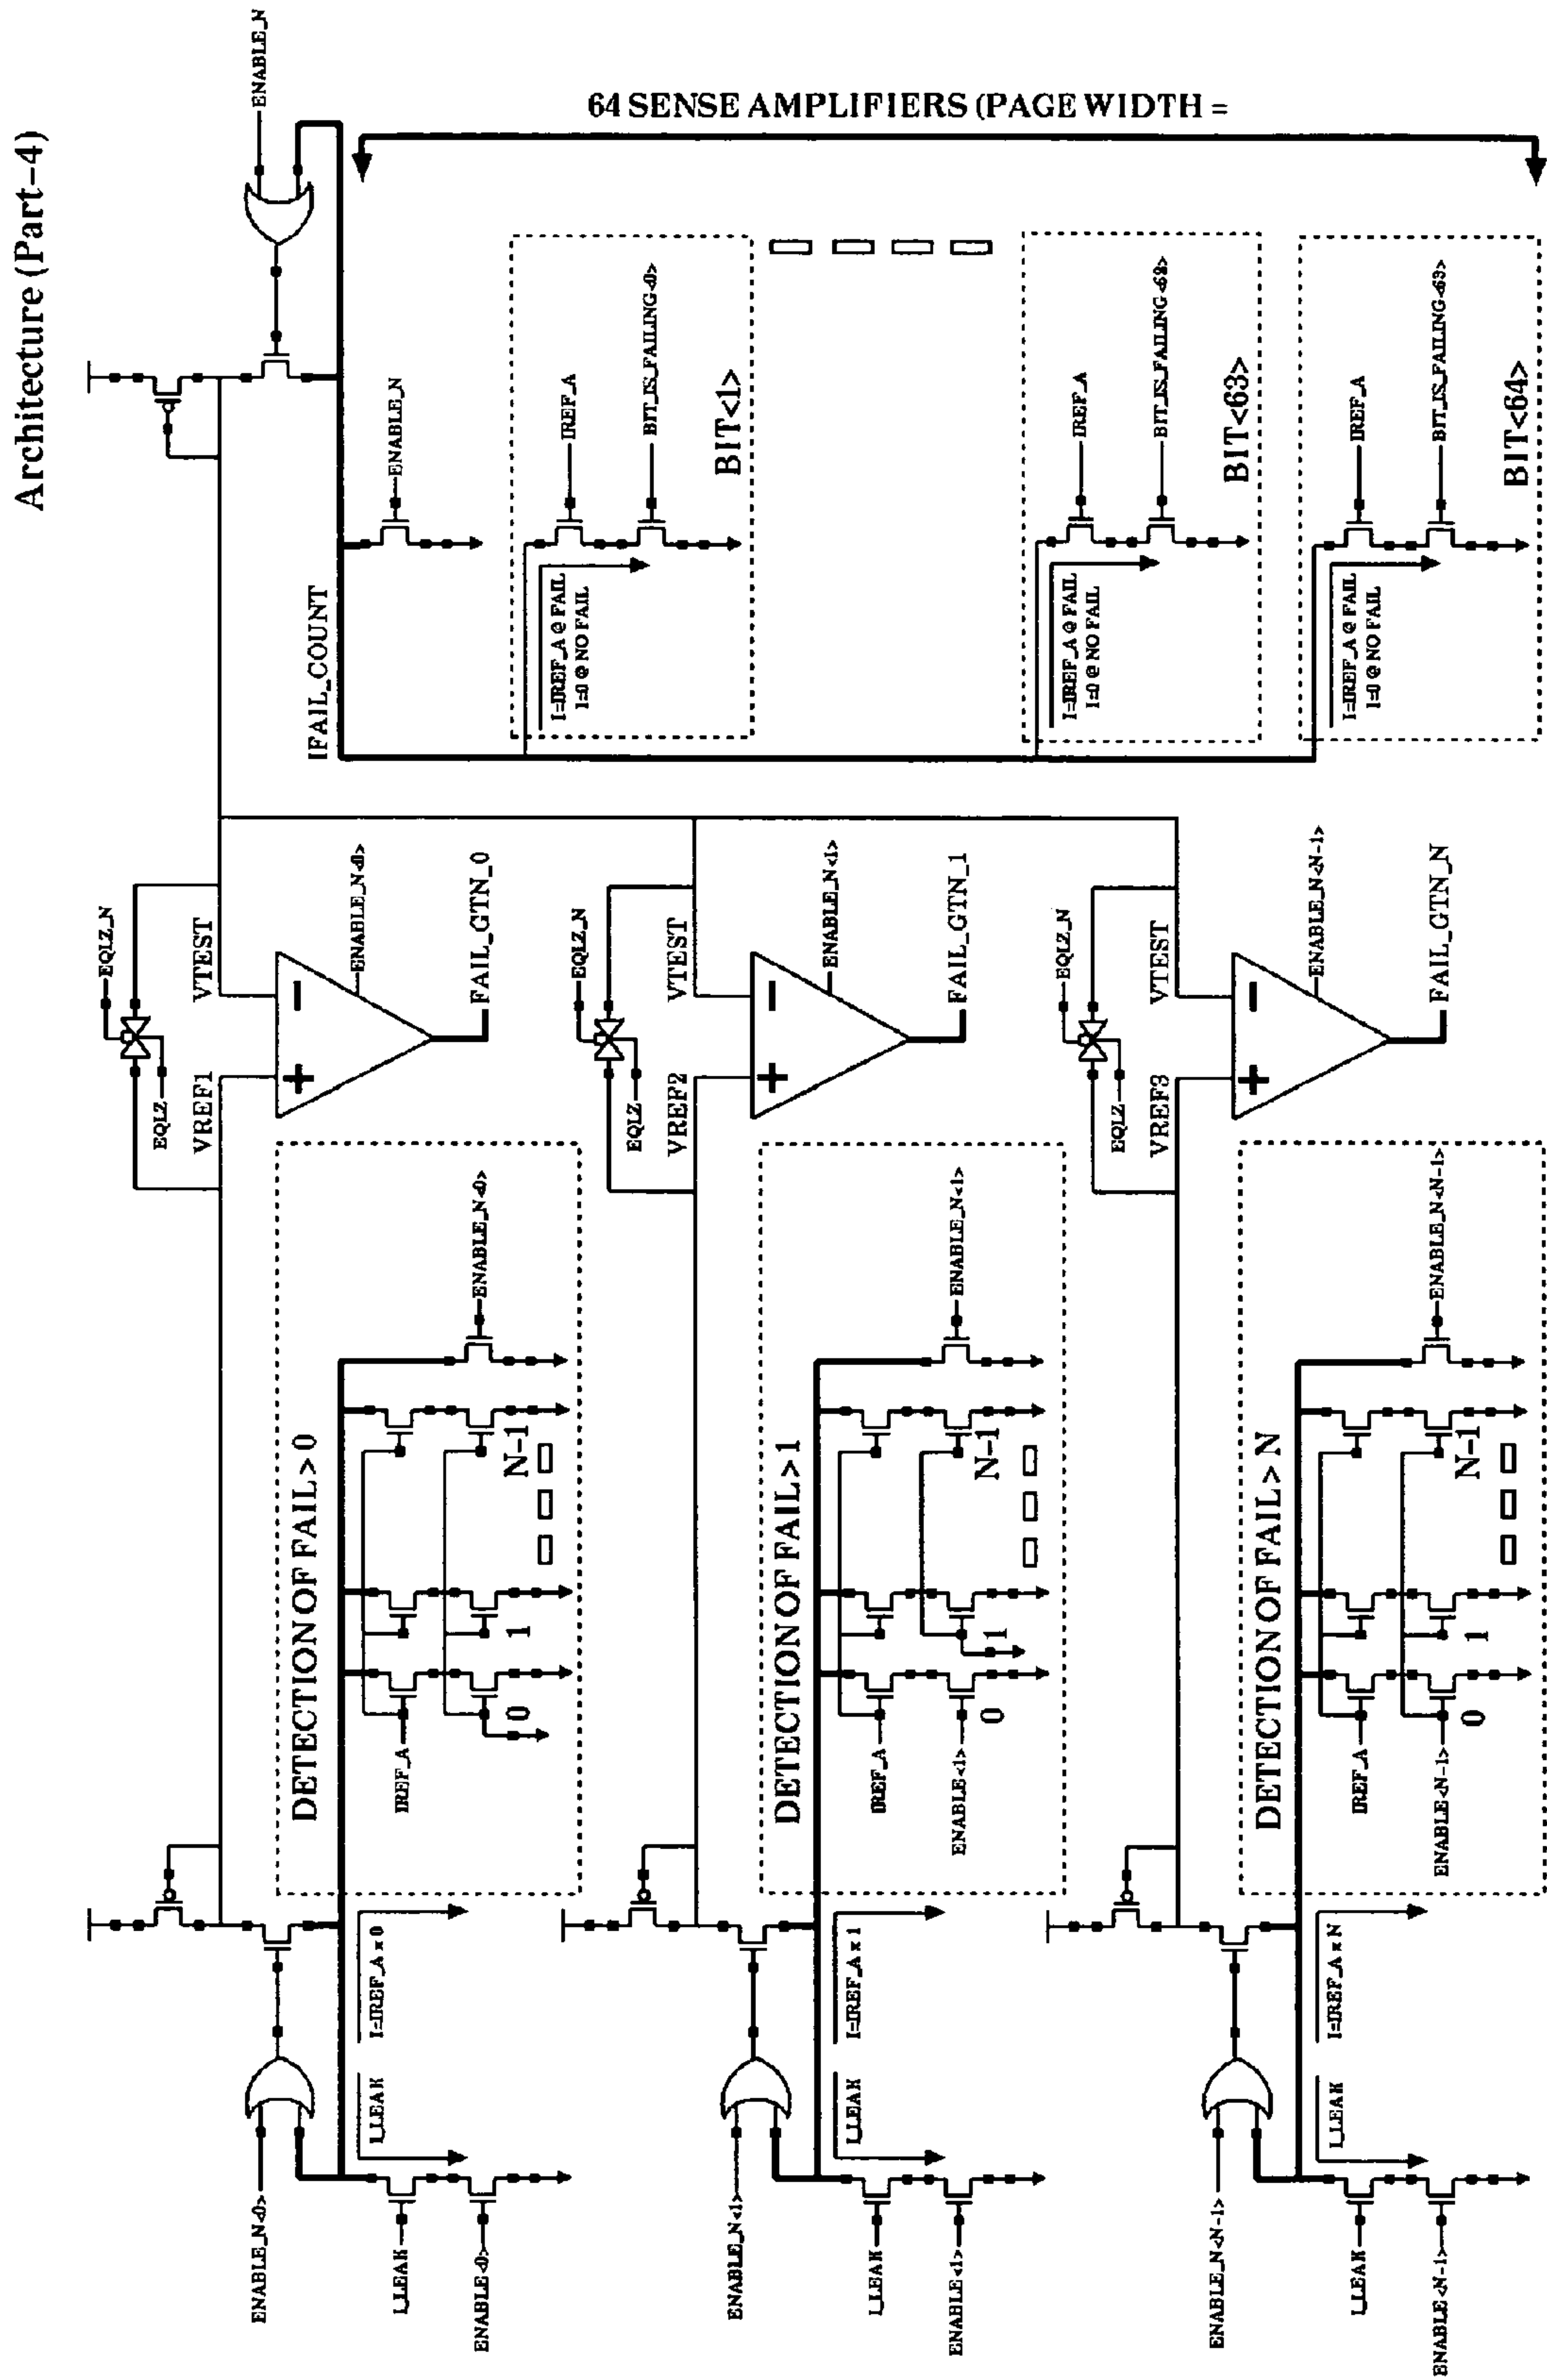 Architecture (Part-4)
ENABLE_N
64 SENSE AMPLIFIERS (PAGE WIDTH =
IFAIL_COUNT
ENABLE_N
I=IREF_A @ FAIL
I=0 @ NO FAIL
IREF_A
BIT_IS_FAILING<0>
BIT<1>
I=IREF_A @ FAIL
I=0 @ NO FAIL
IREF_A
BIT_IS_FAILING<62>
BIT<63>
I=IREF_A @ FAIL
I=0 @ NO FAIL
IREF_A
BIT_IS_FAILING<63>
BIT<64>
EQLZ_N
EQLZ
VREF1
VTEST
+
−
ENABLE_N<0>
FAIL_GTN_0
EQLZ_N
EQLZ
VREF2
VTEST
+
−
ENABLE_N<1>
FAIL_GTN_1
EQLZ_N
EQLZ
VREF3
VTEST
+
−
ENABLE_N<N-1>
FAIL_GTN_N
DETECTION OF FAIL > 0
IREF_A
0
1
N-1
ENABLE_N<0>
DETECTION OF FAIL > 1
IREF_A
ENABLE<1>
0
1
N-1
ENABLE_N<1>
DETECTION OF FAIL > N
IREF_A
ENABLE<N-1>
0
1
N-1
ENABLE_N<N-1>
ENABLE_N<0>
I_LEAK
ENABLE<0>
I_LEAK
I=IREF_A x 0
ENABLE_N<1>
I_LEAK
ENABLE<1>
I_LEAK
I=IREF_A x 1
ENABLE_N<N-1>
I_LEAK
ENABLE<N-1>
I_LEAK
I=IREF_A x N